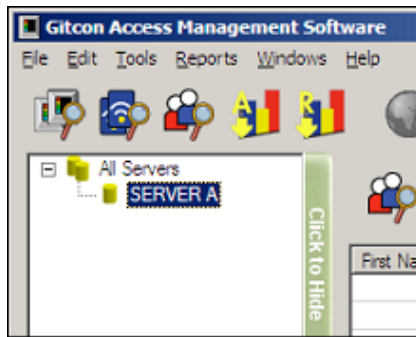 Gitcon Access Management Software
File Edit Tools Reports Windows Help
A R
All Servers
SERVER A
Click to Hide
First Na